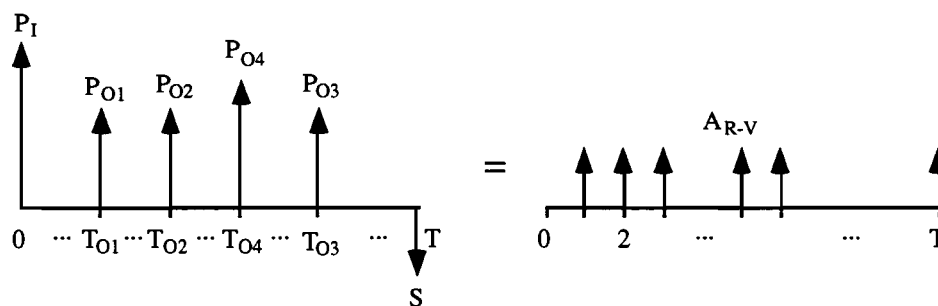 P_I
P_O4
P_O1 P_O2 P_O3
A_R-V
=
0 ... T_O1 ... T_O2 ... T_O4 ... T_O3 ... T
0 2 ... ... T
S